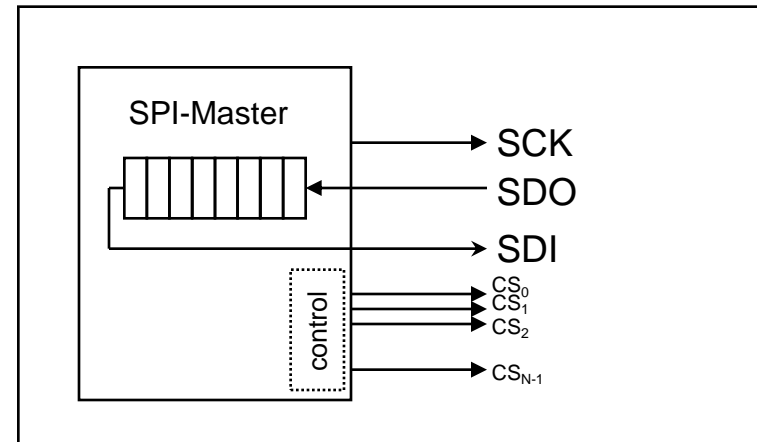 SPI-Master
SCK
SDO
SDI
control
CS₀
CS₁
CS₂
CSN-1